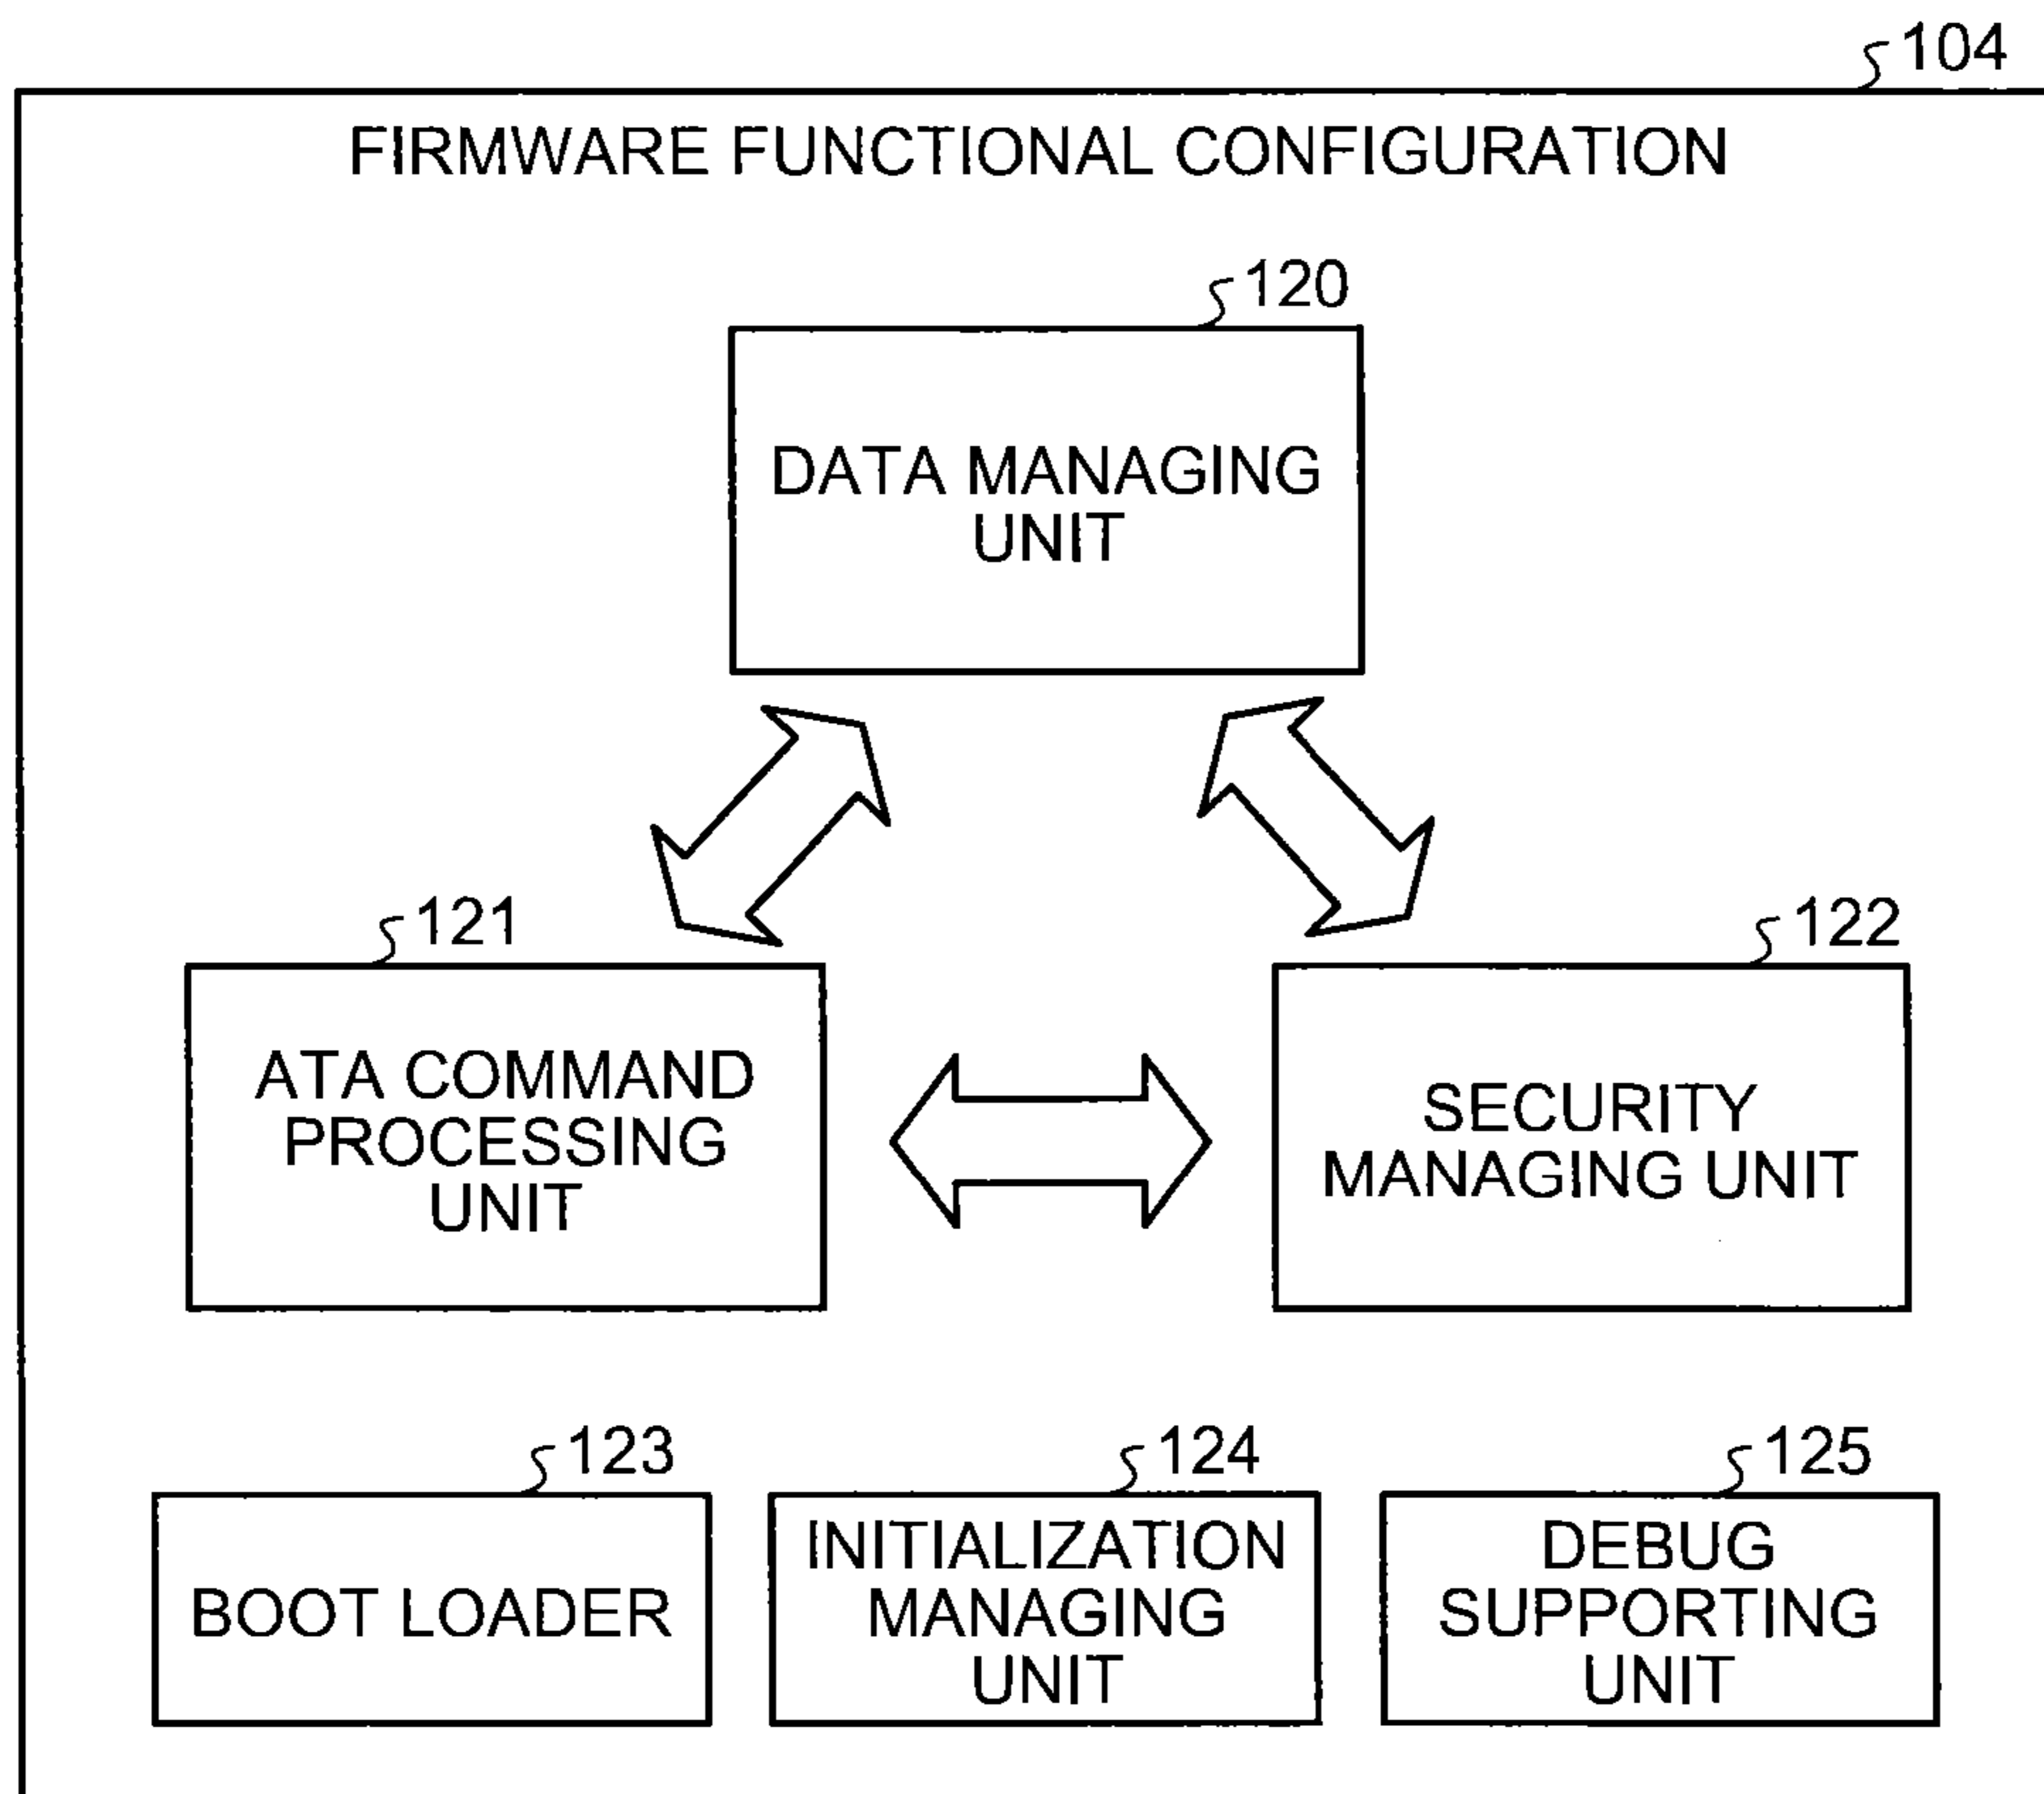 104
FIRMWARE FUNCTIONAL CONFIGURATION
120
DATA MANAGING
UNIT
121
122
ATA COMMAND
PROCESSING
UNIT
SECURITY
MANAGING UNIT
123
124
125
BOOT LOADER
INITIALIZATION
MANAGING
UNIT
DEBUG
SUPPORTING
UNIT